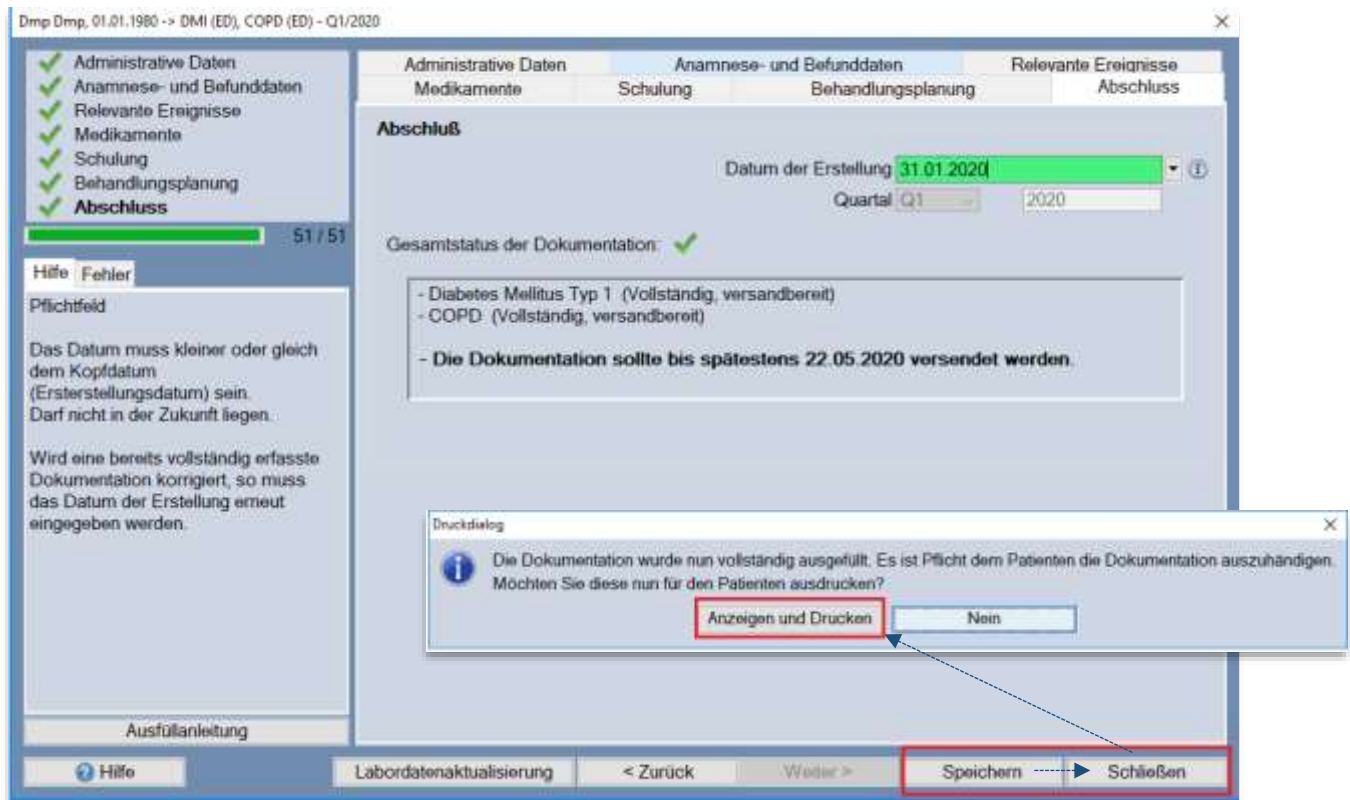 Dmp Dmp, 01.01.1980 -> DMI (ED), COPD (ED) - Q1/2020
Administrative Daten
Anamnese- und Befunddaten
Relevante Ereignisse
Medikamente
Schulung
Behandlungsplanung
Abschluss
51 / 51
Hilfe Fehler
Pflichtfeld
Das Datum muss kleiner oder gleich
dem Kopfdatum
(Ersterstellungsdatum) sein.
Darf nicht in der Zukunft liegen.
Wird eine bereits vollständig erfasste
Dokumentation korrigiert, so muss
das Datum der Erstellung erneut
eingegeben werden.
Ausfüllanleitung
Administrative Daten Anamnese- und Befunddaten Relevante Ereignisse
Medikamente Schulung Behandlungsplanung Abschluss
Abschluß
Datum der Erstellung 31.01.2020
Quartal Q1 2020
Gesamtstatus der Dokumentation:
- Diabetes Mellitus Typ 1 (Vollständig, versandbereit)
- COPD (Vollständig, versandbereit)
- Die Dokumentation sollte bis spätestens 22.05.2020 versendet werden.
Druckdialog
Die Dokumentation wurde nun vollständig ausgefüllt. Es ist Pflicht dem Patienten die Dokumentation auszuhändigen.
Möchten Sie diese nun für den Patienten ausdrucken?
Anzeigen und Drucken Nein
Hilfe Labordatenaktualisierung < Zurück Weiter > Speichern Schließen